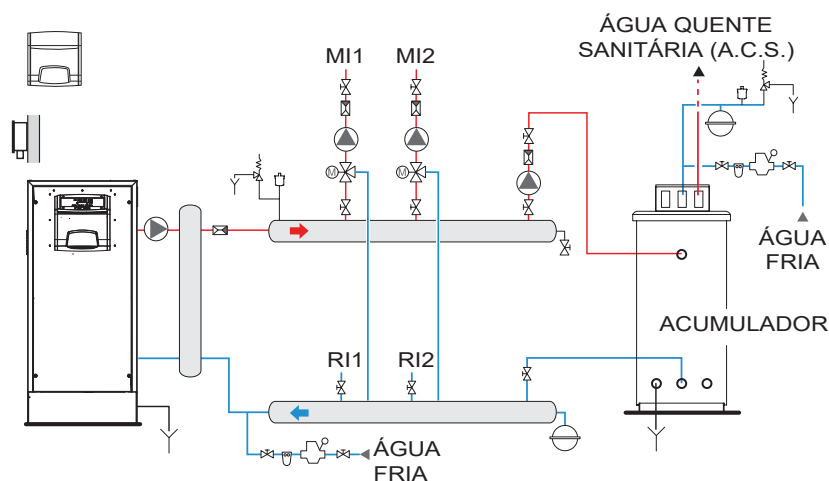 MI1
MI2
ÁGUA QUENTE
SANITÁRIA (A.C.S.)
M
M
ÁGUA
FRIA
ACUMULADOR
RI1
RI2
ÁGUA
FRIA